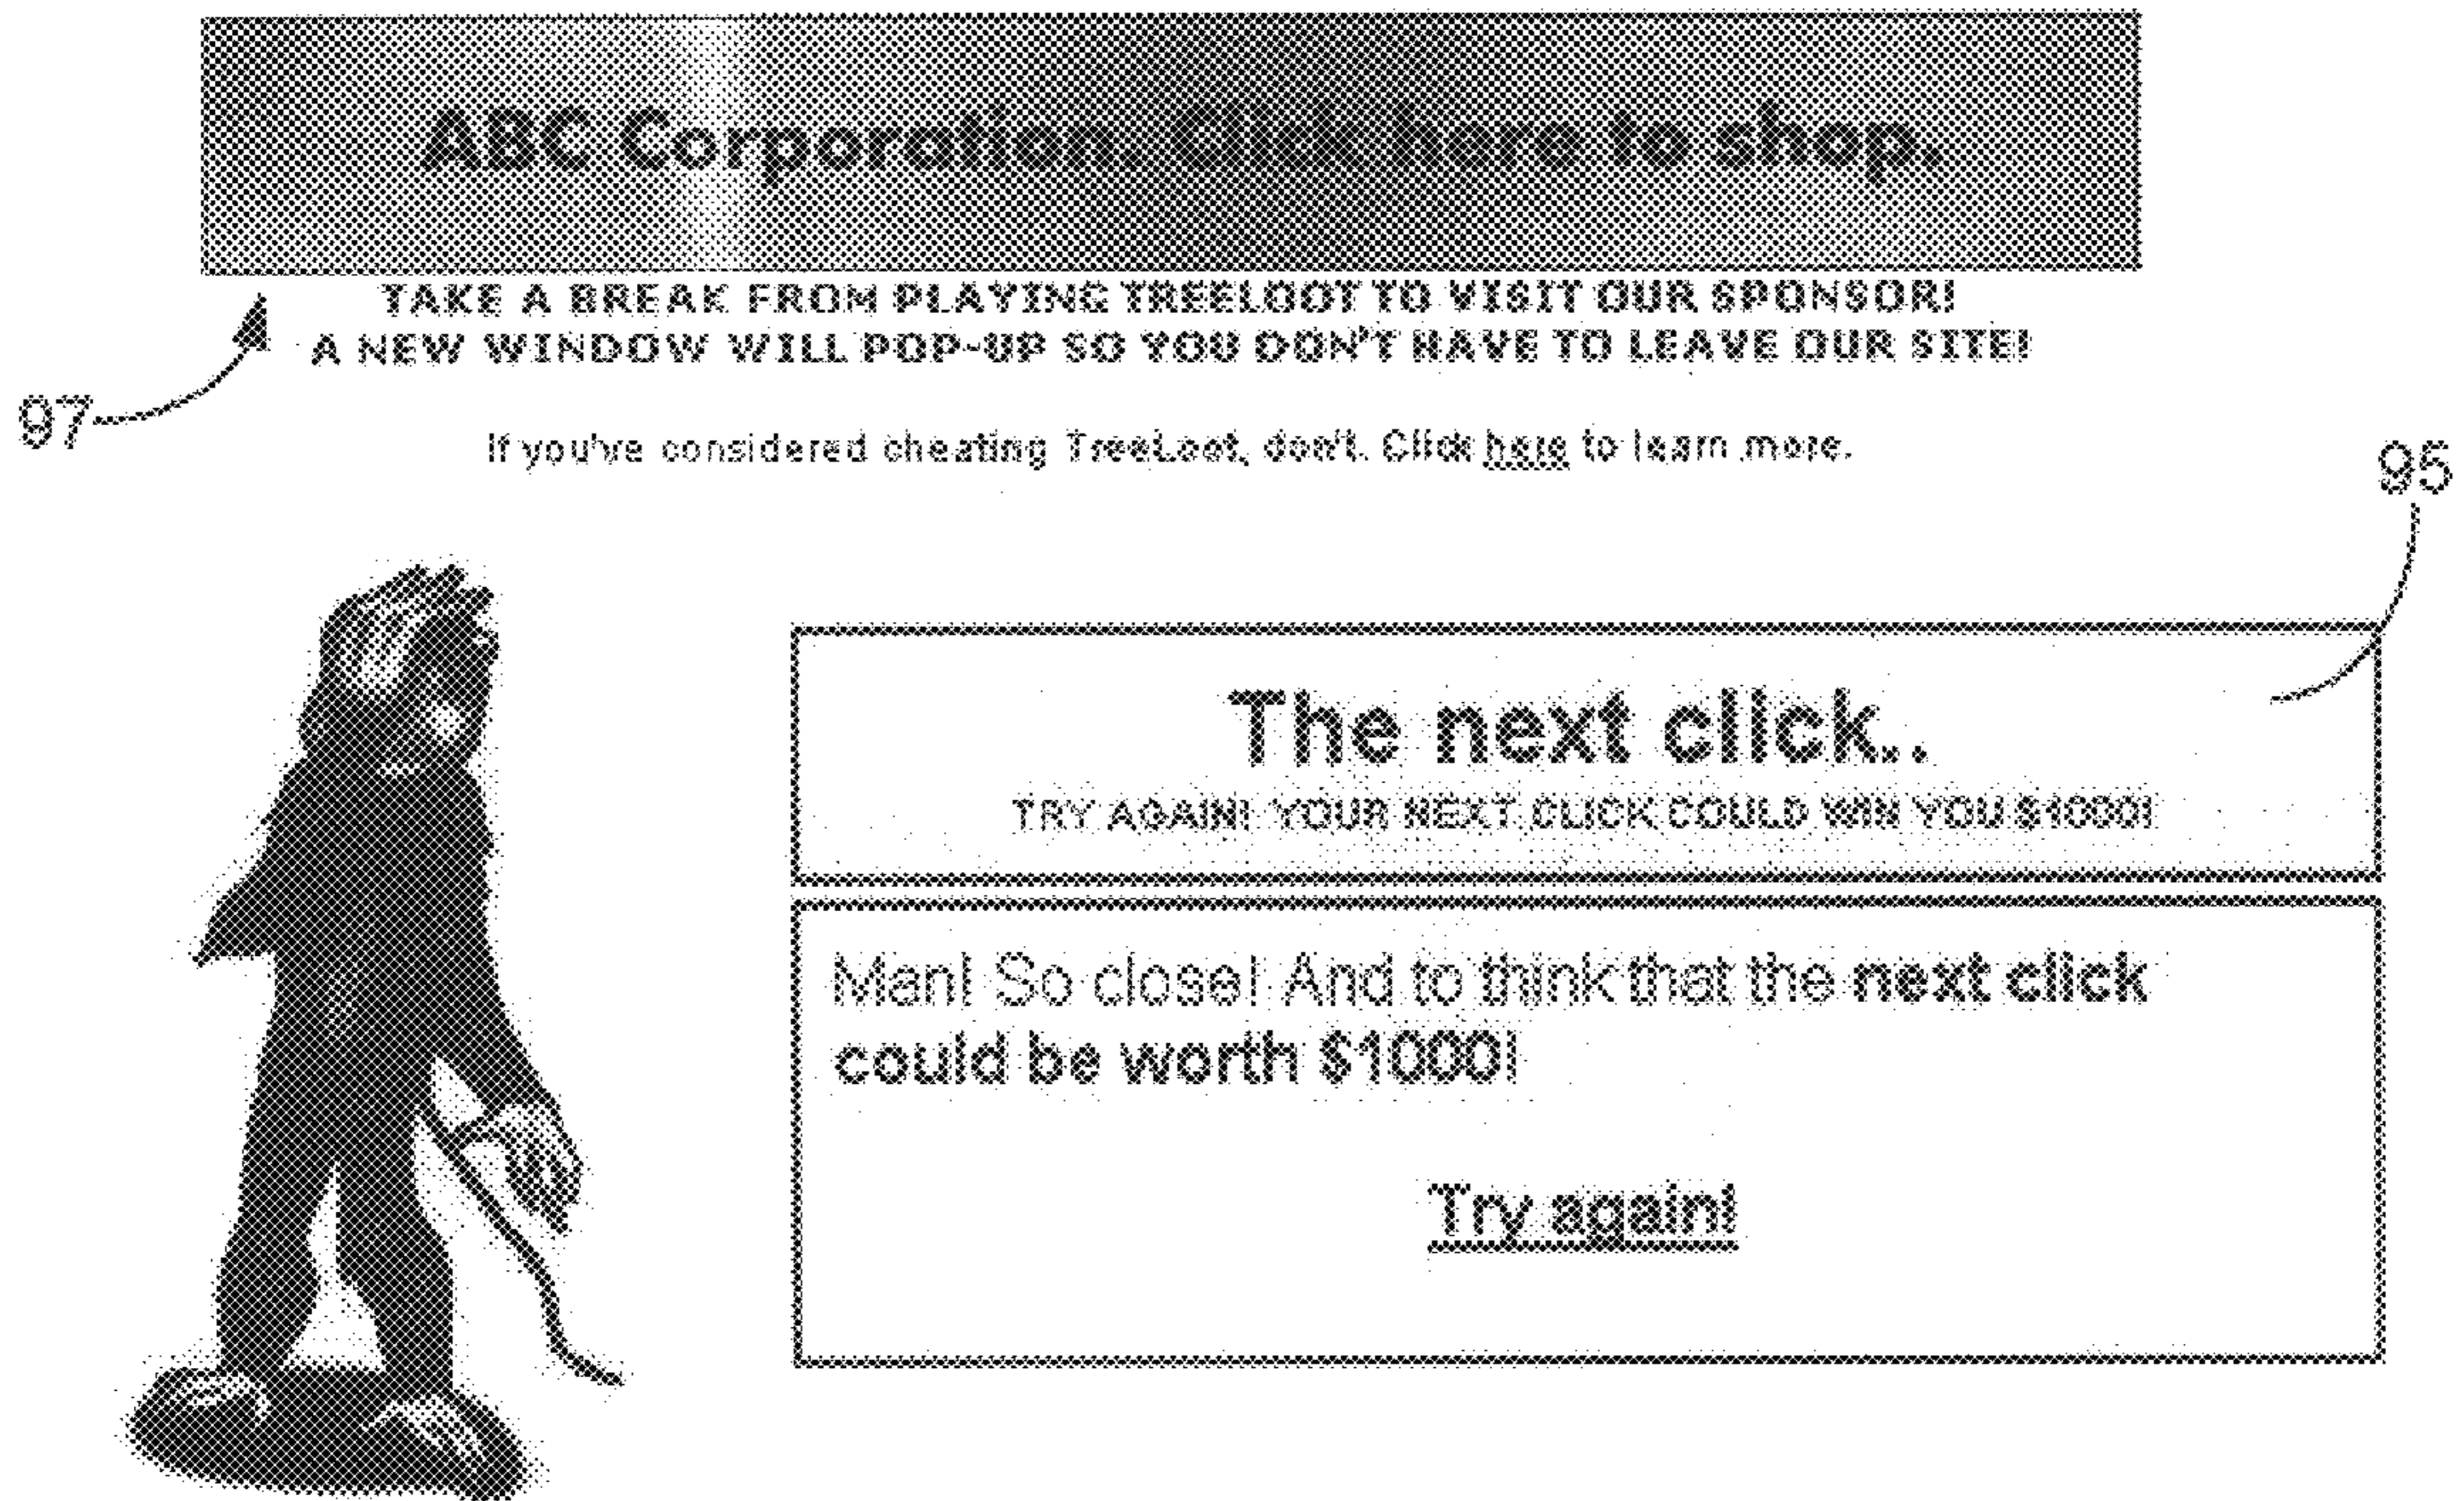 ABC Corporation. Click here to shop.
TAKE A BREAK FROM PLAYING TREELOOT TO VISIT OUR SPONSOR!
A NEW WINDOW WILL POP-UP SO YOU DON'T HAVE TO LEAVE OUR SITE!
97
If you've considered cheating TreeLoot, don't. Click here to learn more.
95
The next click..
TRY AGAIN! YOUR NEXT CLICK COULD WIN YOU $1000!
Man! So close! And to think that the next click
could be worth $1000!
Try again!